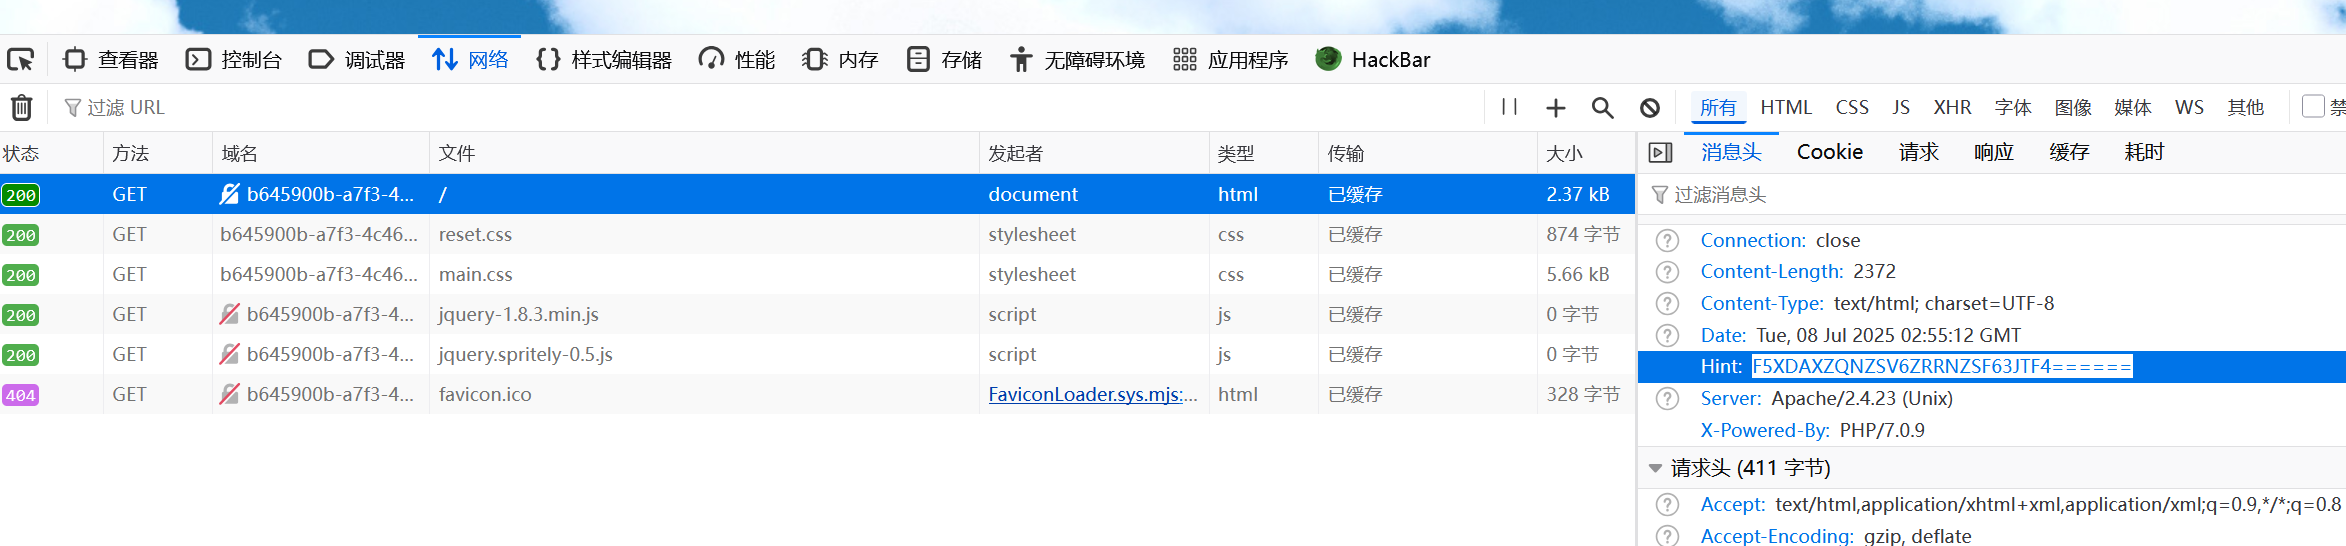 查看器 控制台 调试器 网络 {} 样式编辑器 性能 内存 存储 无障碍环境 应用程序 HackBar
过滤 URL 所有 HTML CSS JS XHR 字体 图像 媒体 WS 其他 禁
状态 方法 域名 文件 发起者 类型 传输 大小
消息头 Cookie 请求 响应 缓存 耗时
200 GET b645900b-a7f3-4... / document html 已缓存 2.37 kB
过滤消息头
200 GET b645900b-a7f3-4c46... reset.css stylesheet css 已缓存 874 字节
Connection: close
200 GET b645900b-a7f3-4c46... main.css stylesheet css 已缓存 5.66 kB
Content-Length: 2372
200 GET b645900b-a7f3-4... jquery-1.8.3.min.js script js 已缓存 0 字节
Content-Type: text/html; charset=UTF-8
Date: Tue, 08 Jul 2025 02:55:12 GMT
200 GET b645900b-a7f3-4... jquery.spritely-0.5.js script js 已缓存 0 字节
Hint: F5XDAXZQNZSV6ZRRNZSF63JTF4======
404 GET b645900b-a7f3-4... favicon.ico FaviconLoader.sys.mjs:... html 已缓存 328 字节
Server: Apache/2.4.23 (Unix)
X-Powered-By: PHP/7.0.9
请求头 (411 字节)
Accept: text/html,application/xhtml+xml,application/xml;q=0.9,*/*;q=0.8
Accept-Encoding: gzip, deflate